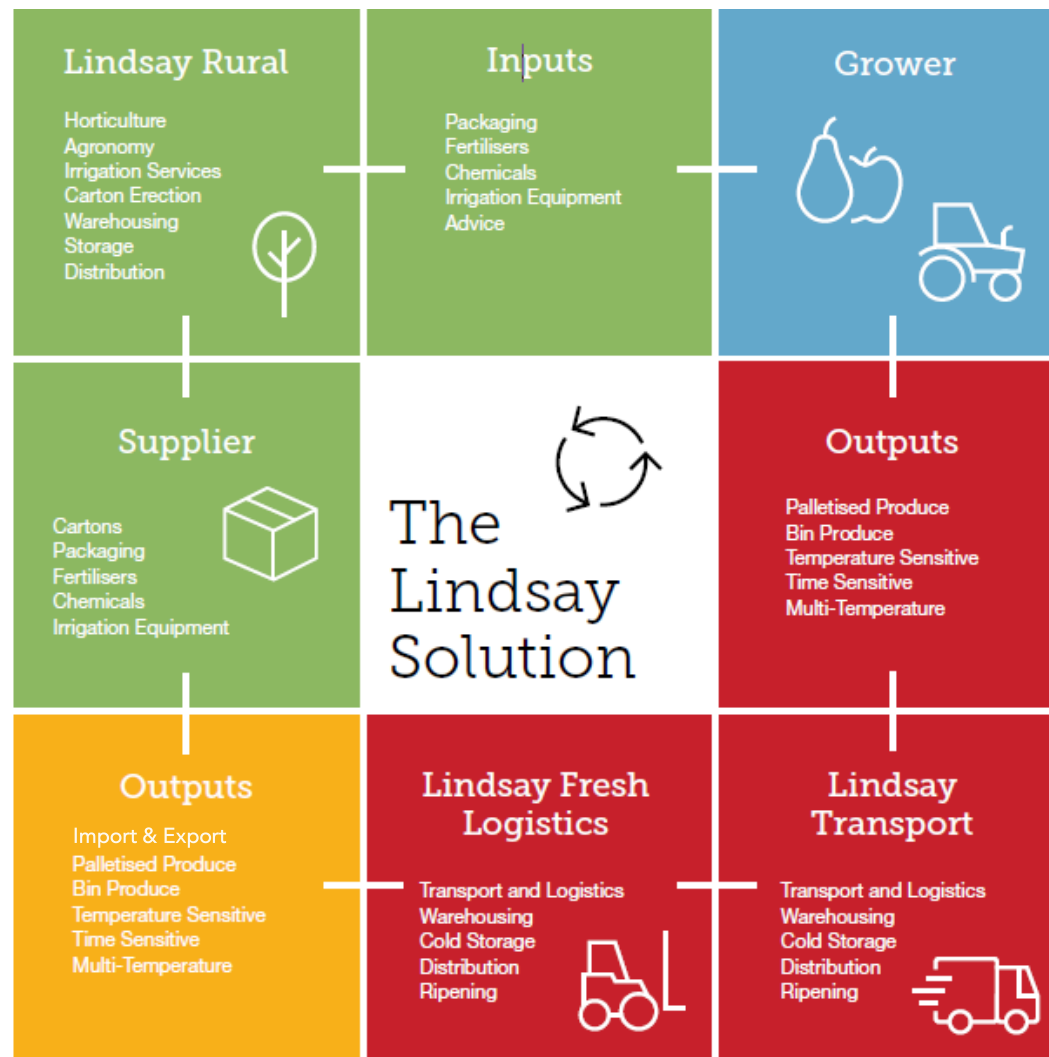 Lindsay Rural
Horticulture
Agronomy
Irrigation Services
Carton Erection
Warehousing
Storage
Distribution
Inputs
Packaging
Fertilisers
Chemicals
Irrigation Equipment
Advice
Grower
Supplier
Cartons
Packaging
Fertilisers
Chemicals
Irrigation Equipment
The
Lindsay
Solution
Outputs
Palletised Produce
Bin Produce
Temperature Sensitive
Time Sensitive
Multi-Temperature
Outputs
Import & Export
Palletised Produce
Bin Produce
Temperature Sensitive
Time Sensitive
Multi-Temperature
Lindsay Fresh
Logistics
Transport and Logistics
Warehousing
Cold Storage
Distribution
Ripening
Lindsay
Transport
Transport and Logistics
Warehousing
Cold Storage
Distribution
Ripening